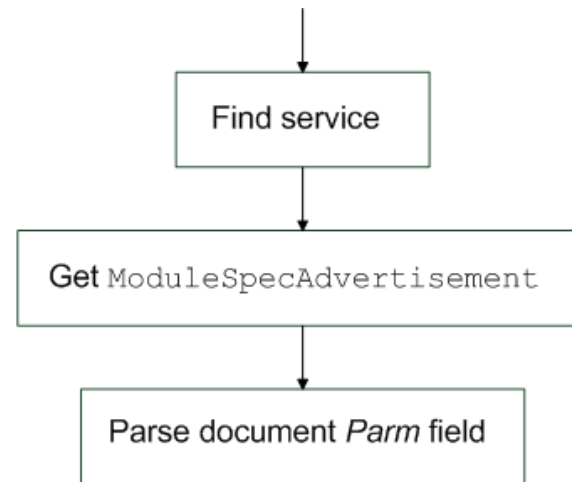 Find service
Get ModuleSpecAdvertisement
Parse document Parm field